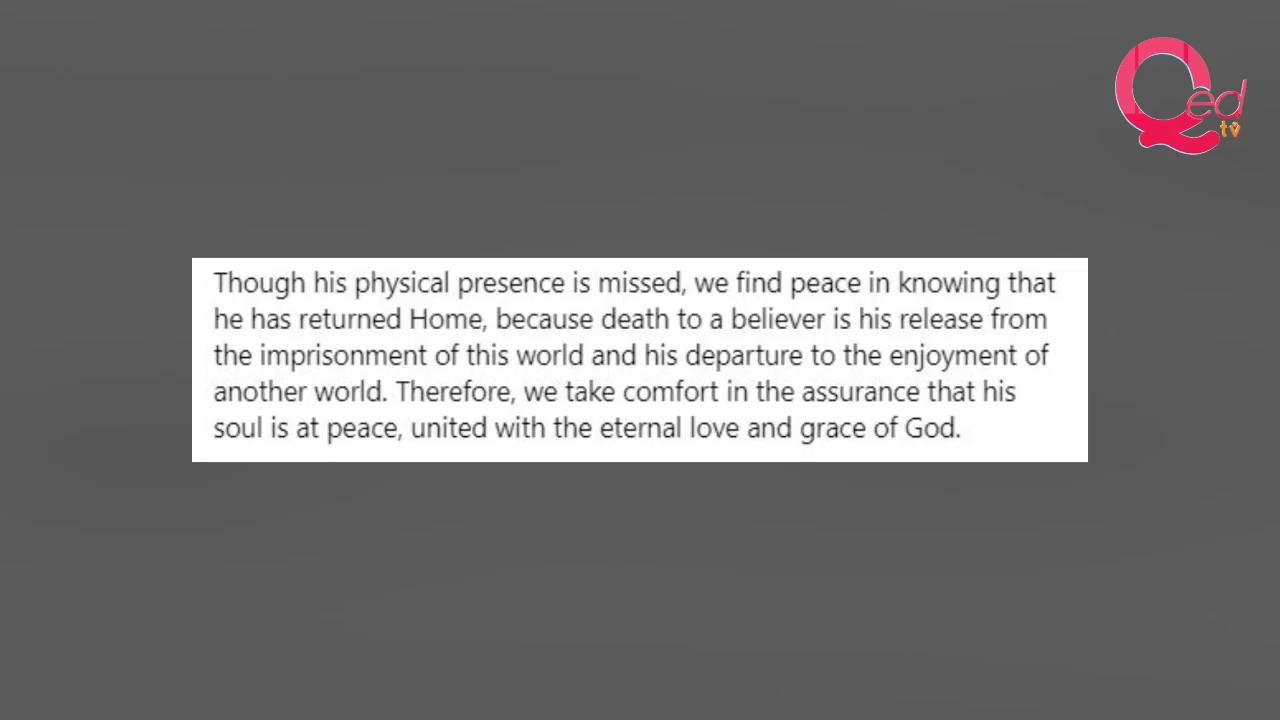 Qed
tv
Though his physical presence is missed, we find peace in knowing that
he has returned Home, because death to a believer is his release from
the imprisonment of this world and his departure to the enjoyment of
another world. Therefore, we take comfort in the assurance that his
soul is at peace, united with the eternal love and grace of God.